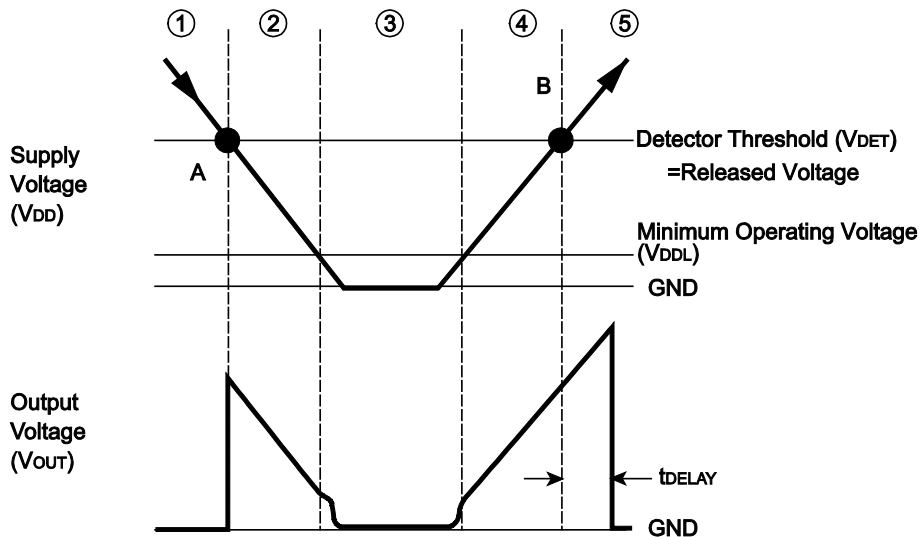 ① ② ③ ④ ⑤
B
Detector Threshold (VDET)
=Released Voltage
Supply
Voltage
(VDD)
A
Minimum Operating Voltage
(VDDL)
GND
Output
Voltage
(VOUT)
tDELAY
GND